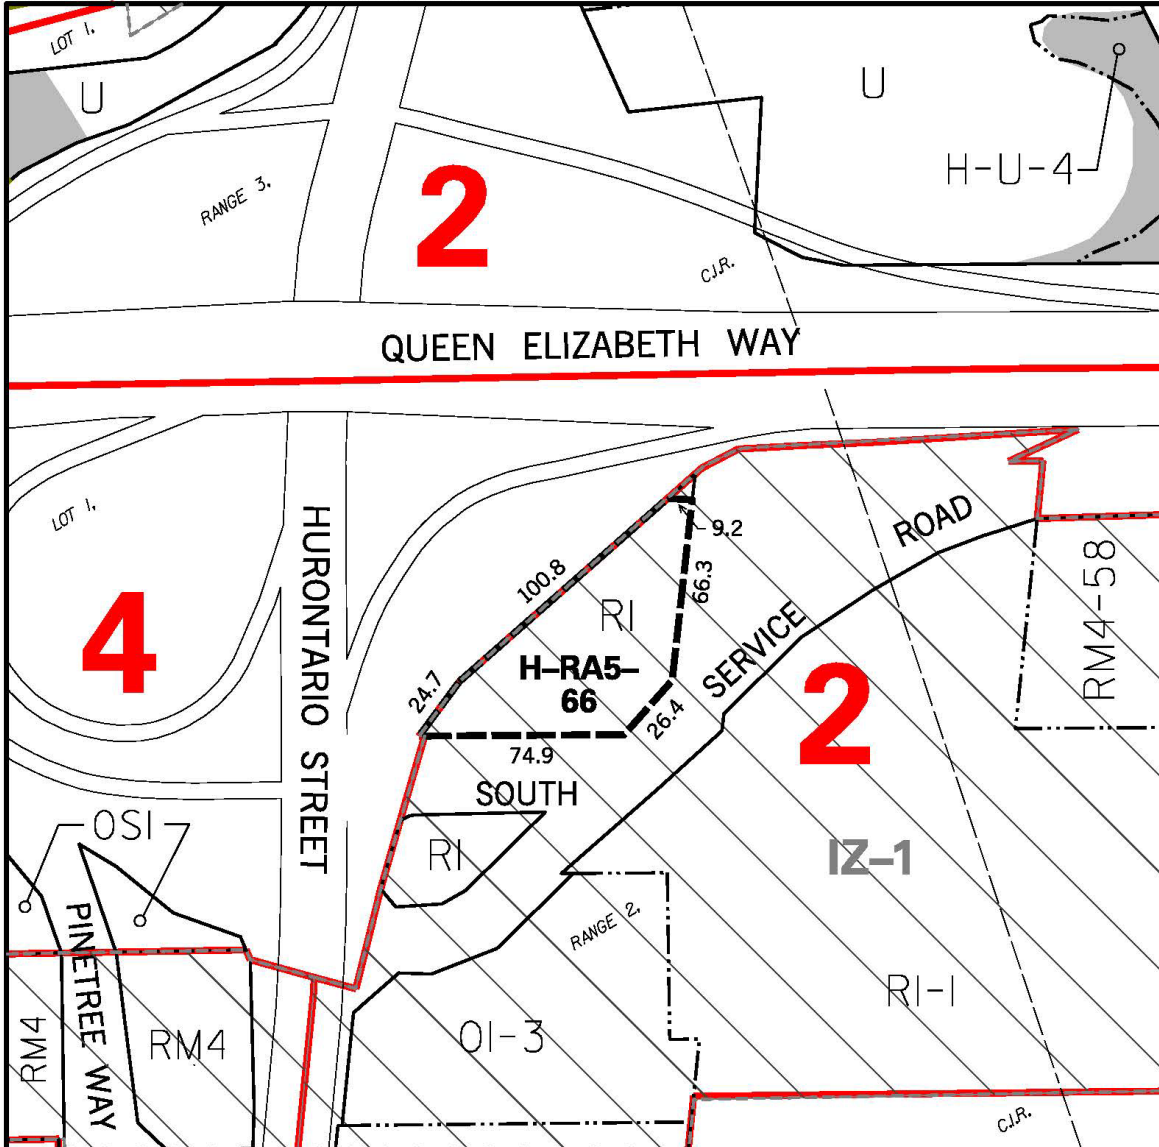 LOT 1,
U
U
H-U-4
2
RANGE 3,
C.I.R.
QUEEN ELIZABETH WAY
LOT 1,
HURONTARIO STREET
ROAD
9.2
100.8
66.3
RM4-58
4
RI
SERVICE
H-RA5-
66
24.7
26.4
2
74.9
SOUTH
OSI
RI
IZ-1
PINETREE WAY
RANGE 2,
RI-I
RM4
RM4
OI-3
C.I.R.